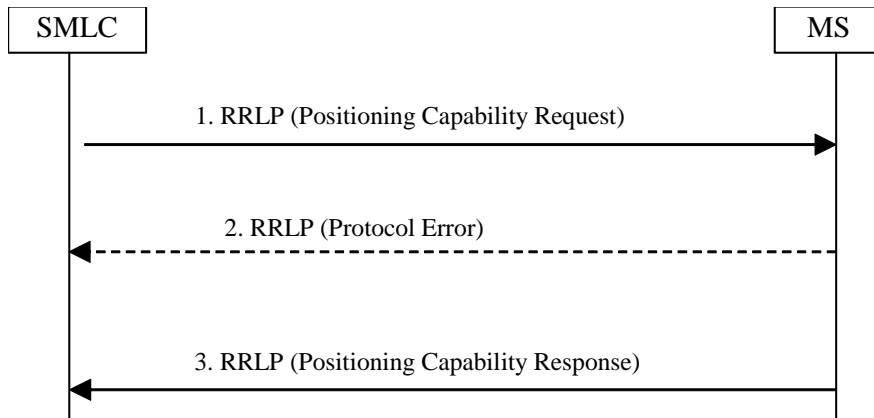 SMLC
MS
1. RRLP (Positioning Capability Request)
2. RRLP (Protocol Error)
3. RRLP (Positioning Capability Response)